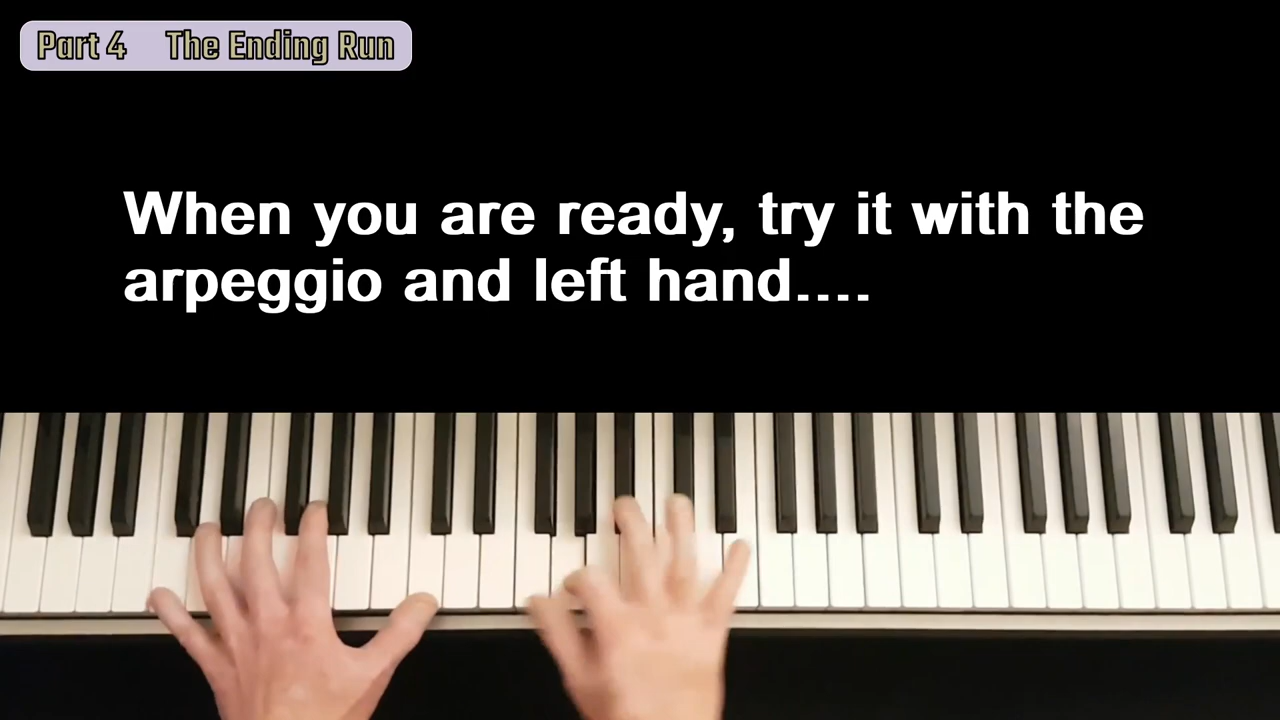 Part 4 The Ending Run
When you are ready, try it with the
arpeggio and left hand....